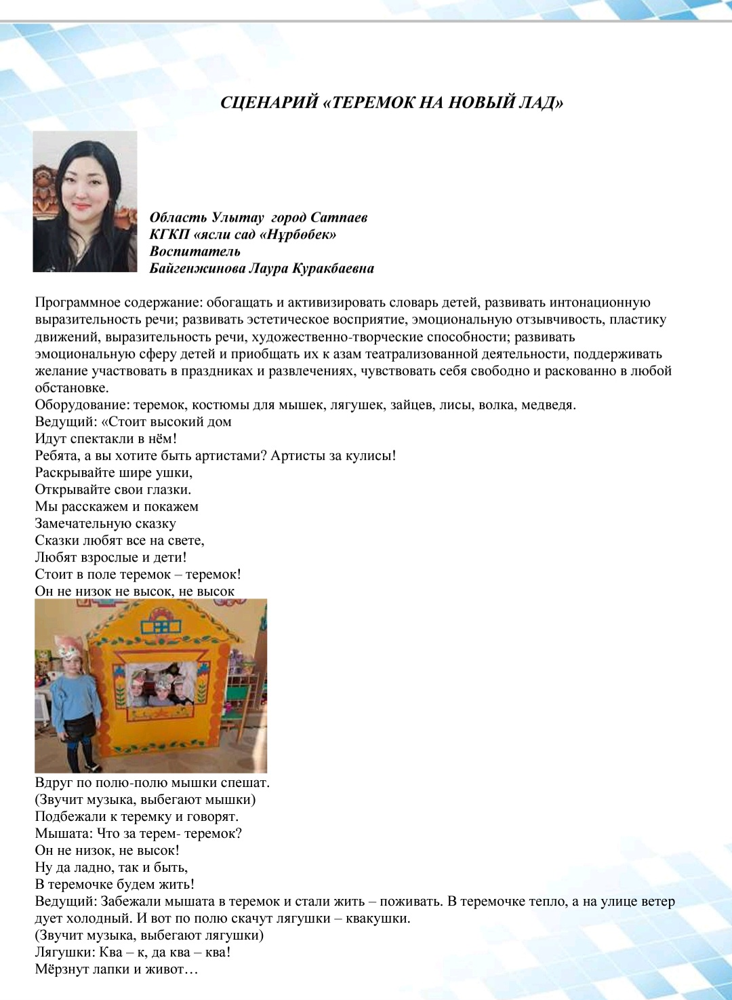 СЦЕНАРИЙ «ТЕРЕМОК НА НОВЫЙ ЛАД»
Область Улытау город Сатпаев
КГКП «ясли сад «Нұрбөбек»
Воспитатель
Байгенжинова Лаура Куракбаевна
Программное содержание: обогащать и активизировать словарь детей, развивать интонационную
выразительность речи; развивать эстетическое восприятие, эмоциональную отзывчивость, пластику
движений, выразительность речи, художественно-творческие способности; развивать
эмоциональную сферу детей и приобщать их к азам театрализованной деятельности, поддерживать
желание участвовать в праздниках и развлечениях, чувствовать себя свободно и раскованно в любой
обстановке.
Оборудование: теремок, костюмы для мышек, лягушек, зайцев, лисы, волка, медведя.
Ведущий: «Стоит высокий дом
Идут спектакли в нём!
Ребята, а вы хотите быть артистами? Артисты за кулисы!
Раскрывайте шире ушки,
Открывайте свои глазки.
Мы расскажем и покажем
Замечательную сказку
Сказки любят все на свете,
Любят взрослые и дети!
Стоит в поле теремок – теремок!
Он не низок не высок, не высок
Вдруг по полю-полю мышки спешат.
(Звучит музыка, выбегают мышки)
Подбежали к теремку и говорят.
Мышата: Что за терем- теремок?
Он не низок, не высок!
Ну да ладно, так и быть,
В теремочке будем жить!
Ведущий: Забежали мышата в теремок и стали жить – поживать. В теремочке тепло, а на улице ветер
дует холодный. И вот по полю скачут лягушки – квакушки.
(Звучит музыка, выбегают лягушки)
Лягушки: Ква – к, да ква – ква!
Мёрзнут лапки и живот…